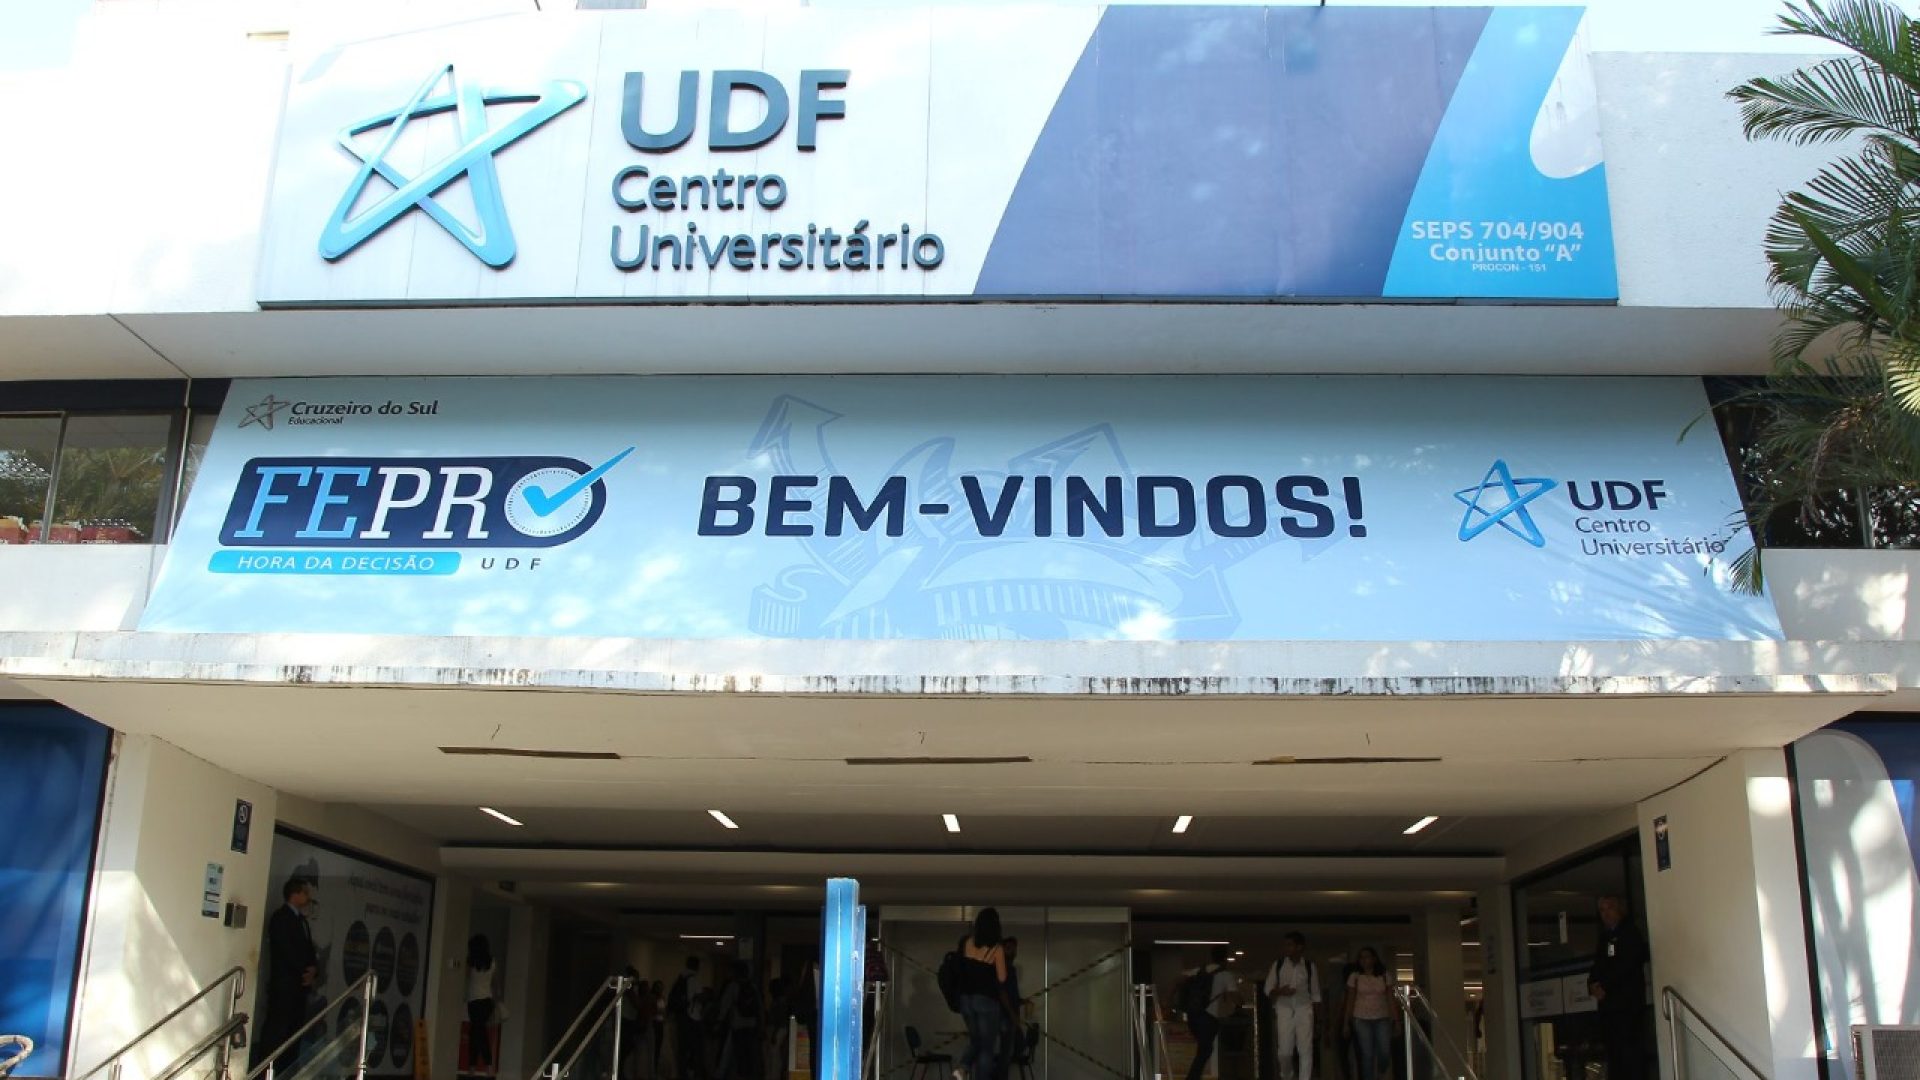 UDF
Centro
Universitário
SEPS 704/904
Conjunto "A"
PROCON - 151
Cruzeiro do Sul
Educacional
FEPRO
HORA DA DECISÃO UDF
BEM-VINDOS!
UDF
Centro
Universitário